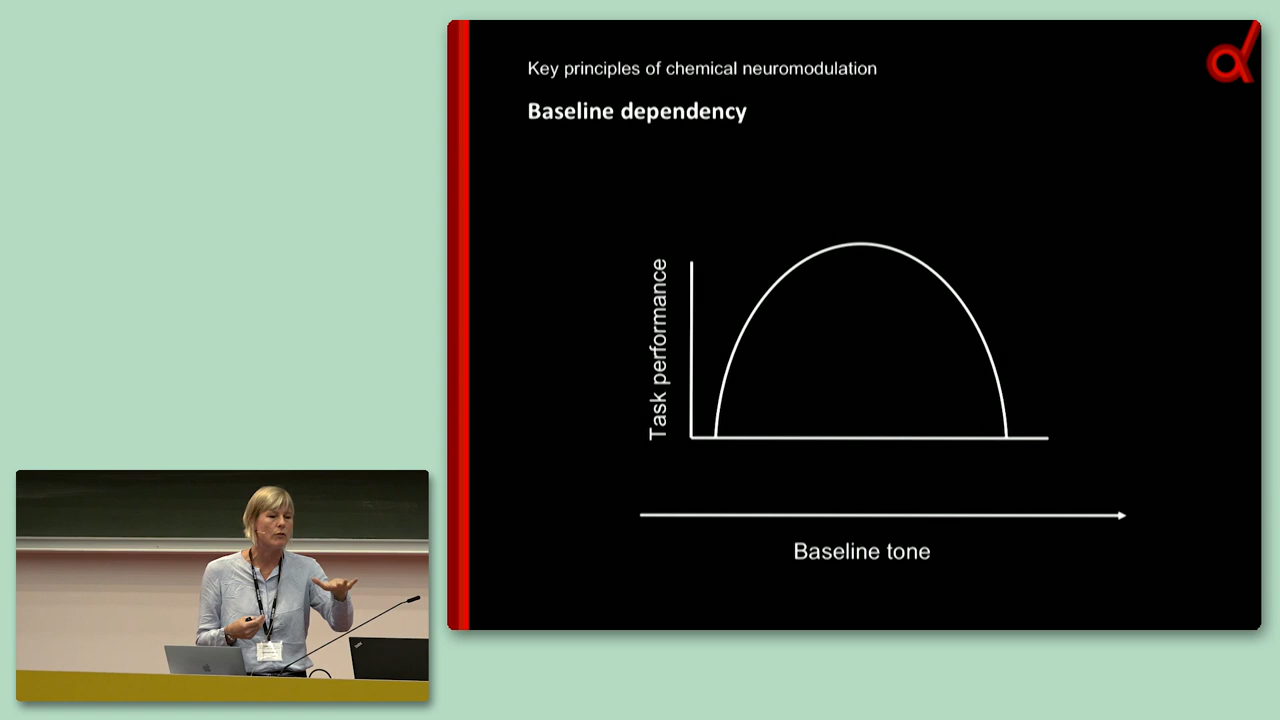 Key principles of chemical neuromodulation
Baseline dependency
Task performance
Baseline tone